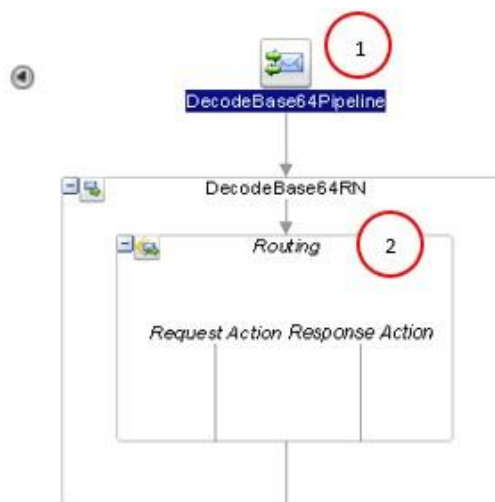 1
DecodeBase64Pipeline
DecodeBase64RN
Routing
2
Request Action Response Action